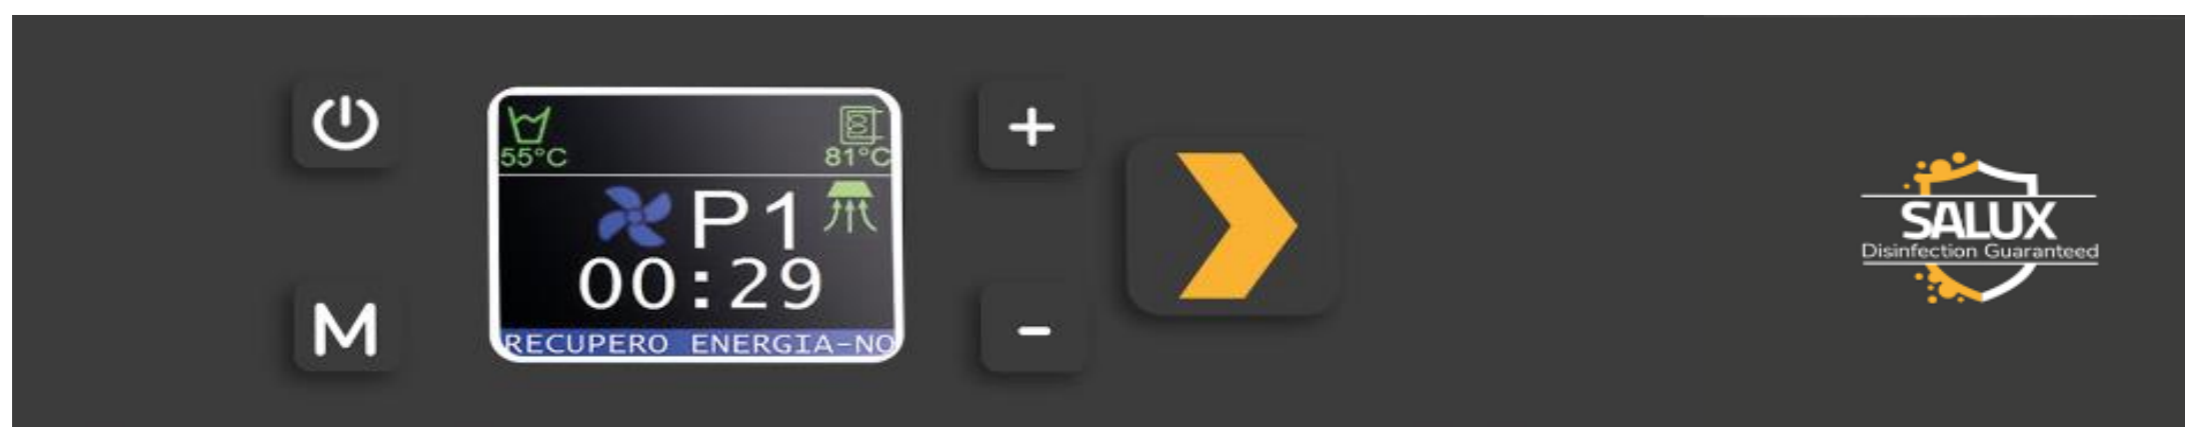 55°C
81°C
P1
00:29
RECUPERO ENERGIA-NO
M
+
-
SALUX
Disinfection Guaranteed